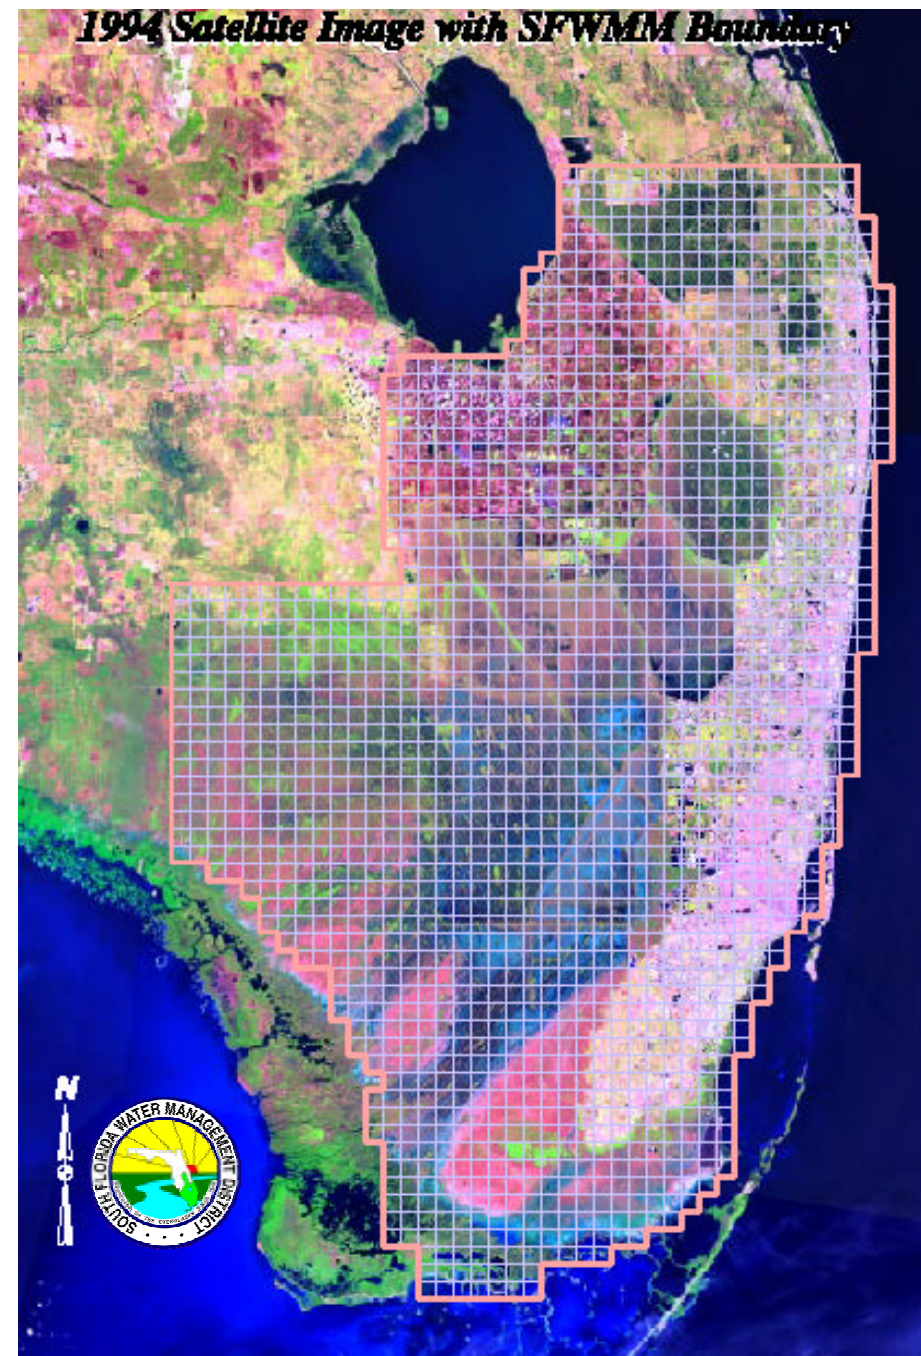 1994 Satellite Image with SFWMM Boundary
N
SOUTH FLORIDA WATER MANAGEMENT DISTRICT